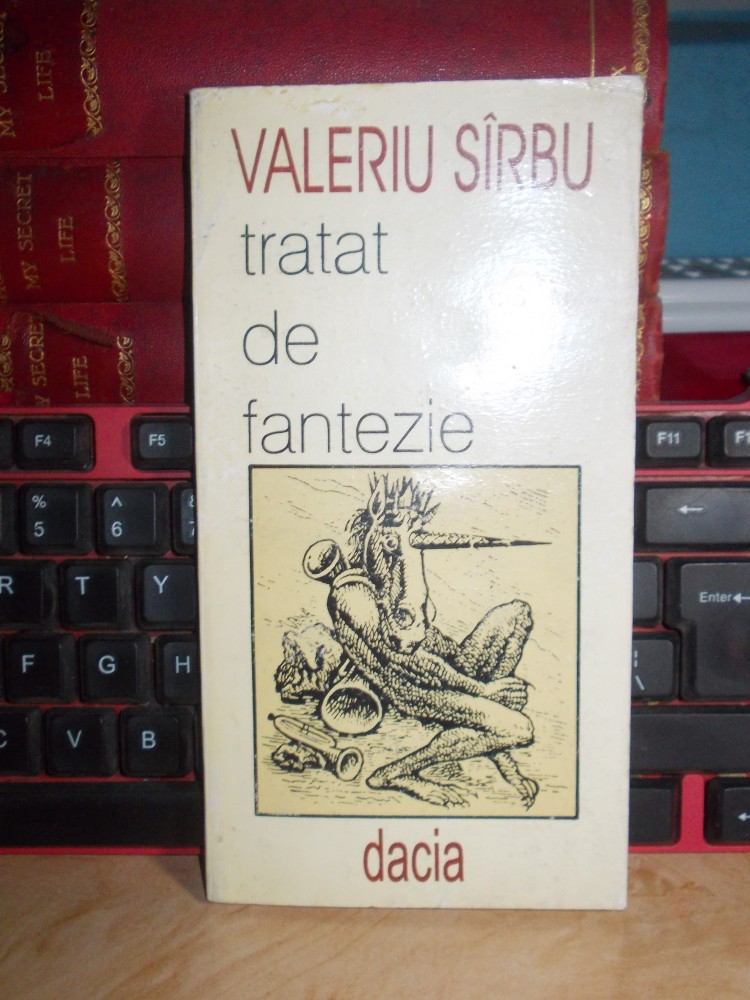 MY SECRET
LIFE
MY SECRET
LIFE
MY SECRET
LIFE
VALERIU SÎRBU
tratat
de
fantezie
dacia
F4
F5
F11
%
5
^
6
R
T
Y
Enter
F
G
H
V
B